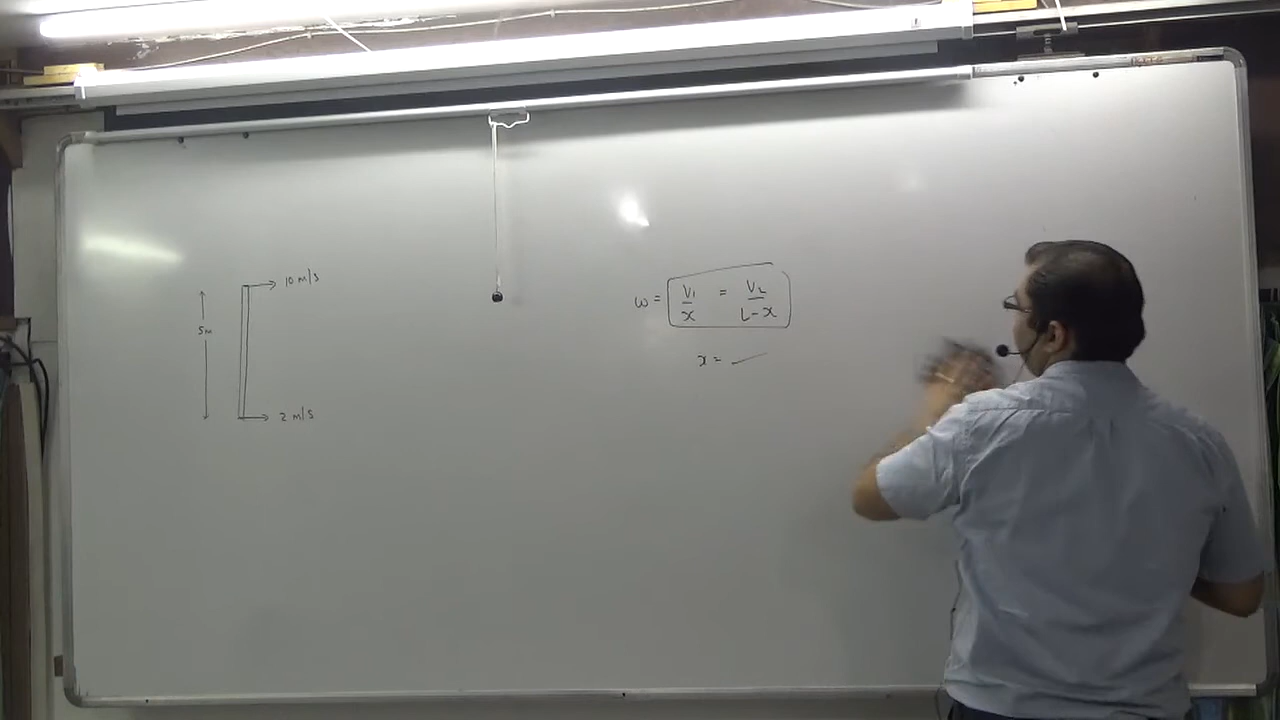 10 m/s
5m
2 m/s
ω = V₁/x = V₂/L-x
x =